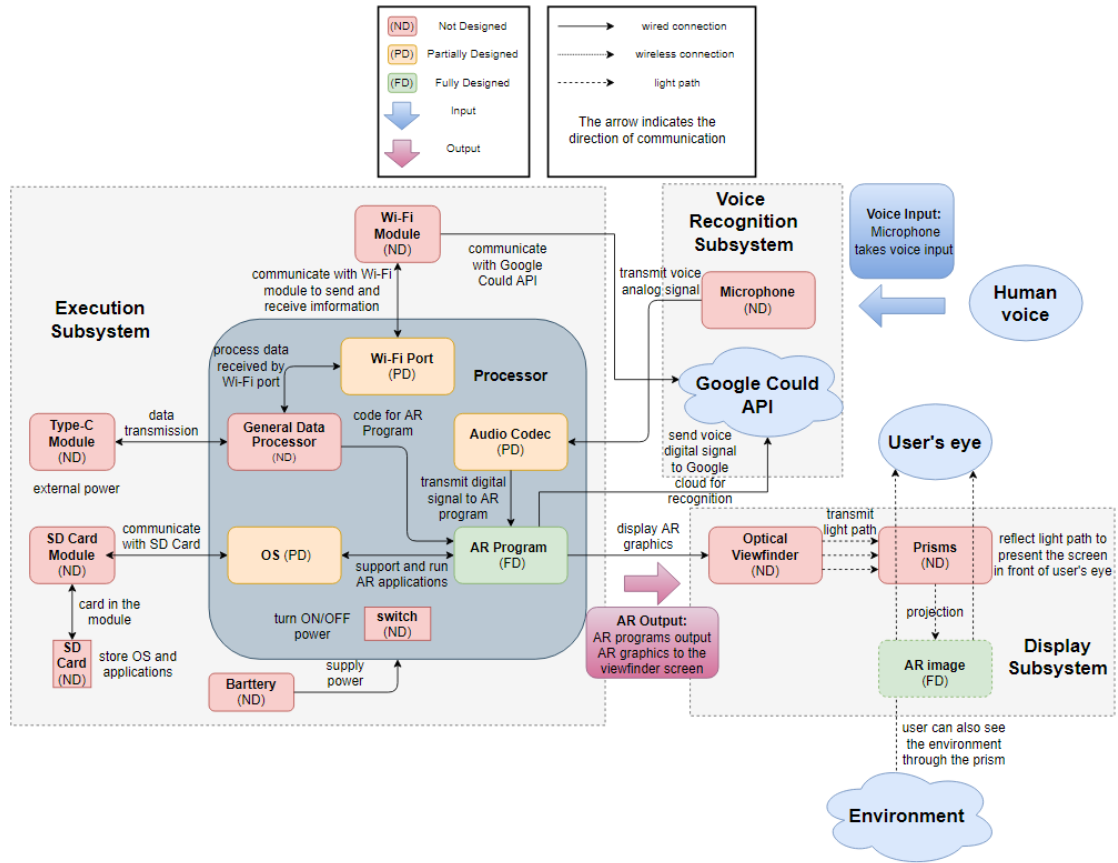 (ND) Not Designed
(PD) Partially Designed
(FD) Fully Designed
Input
Output
wired connection
wireless connection
light path
The arrow indicates the
direction of communication
Execution
Subsystem
Wi-Fi
Module
(ND)
communicate with Wi-Fi
module to send and
receive imformation
communicate
with Google
Could API
Processor
process data
received by
Wi-Fi port
Wi-Fi Port
(PD)
Type-C
Module
(ND)
data
transmission
external power
General Data
Processor
(ND)
code for AR
Program
Audio Codec
(PD)
transmit digital
signal to AR
program
SD Card
Module
(ND)
communicate
with SD Card
OS (PD)
support and run
AR applications
AR Program
(FD)
card in the
module
SD
Card
(ND)
store OS and
applications
turn ON/OFF
power
switch
(ND)
Barttery
(ND)
supply
power
Voice
Recognition
Subsystem
transmit voice
analog signal
Microphone
(ND)
Google Could
API
send voice
digital signal
to Google
cloud for
recognition
Voice Input:
Microphone
takes voice input
Human
voice
User's eye
display AR
graphics
AR Output:
AR programs output
AR graphics to the
viewfinder screen
Optical
Viewfinder
(ND)
transmit
light path
Prisms
(ND)
reflect light path to
present the screen
in front of user's eye
projection
AR image
(FD)
Display
Subsystem
user can also see
the environment
through the prism
Environment